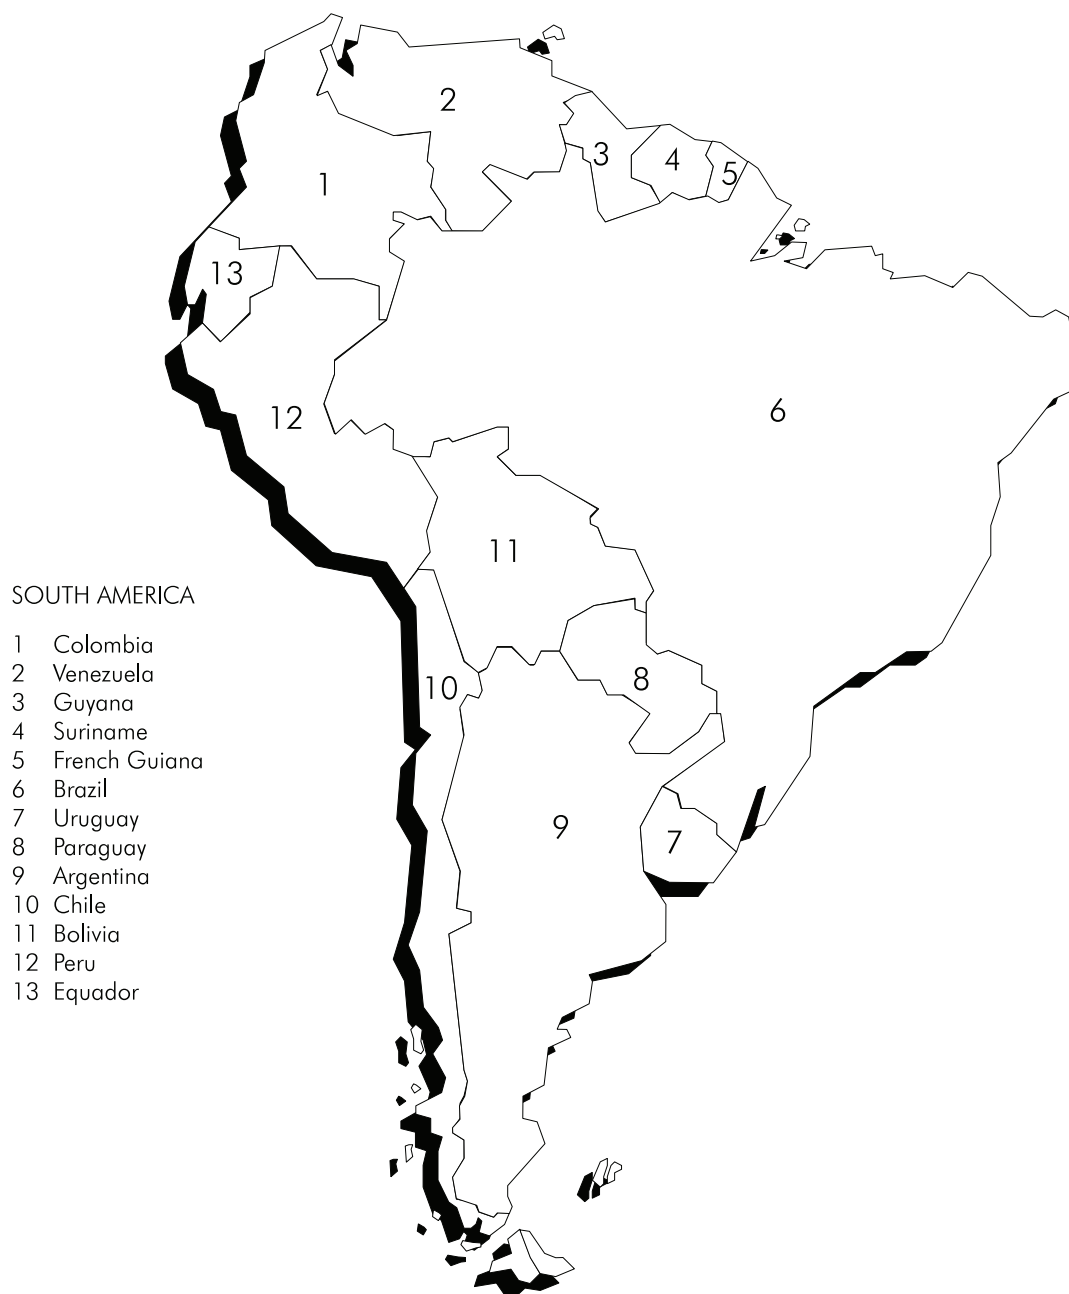 2
3
4
5
1
13
12
6
11
SOUTH AMERICA
1 Colombia
2 Venezuela
3 Guyana
4 Suriname
5 French Guiana
6 Brazil
7 Uruguay
8 Paraguay
9 Argentina
10 Chile
11 Bolivia
12 Peru
13 Equador
8
10
9
7